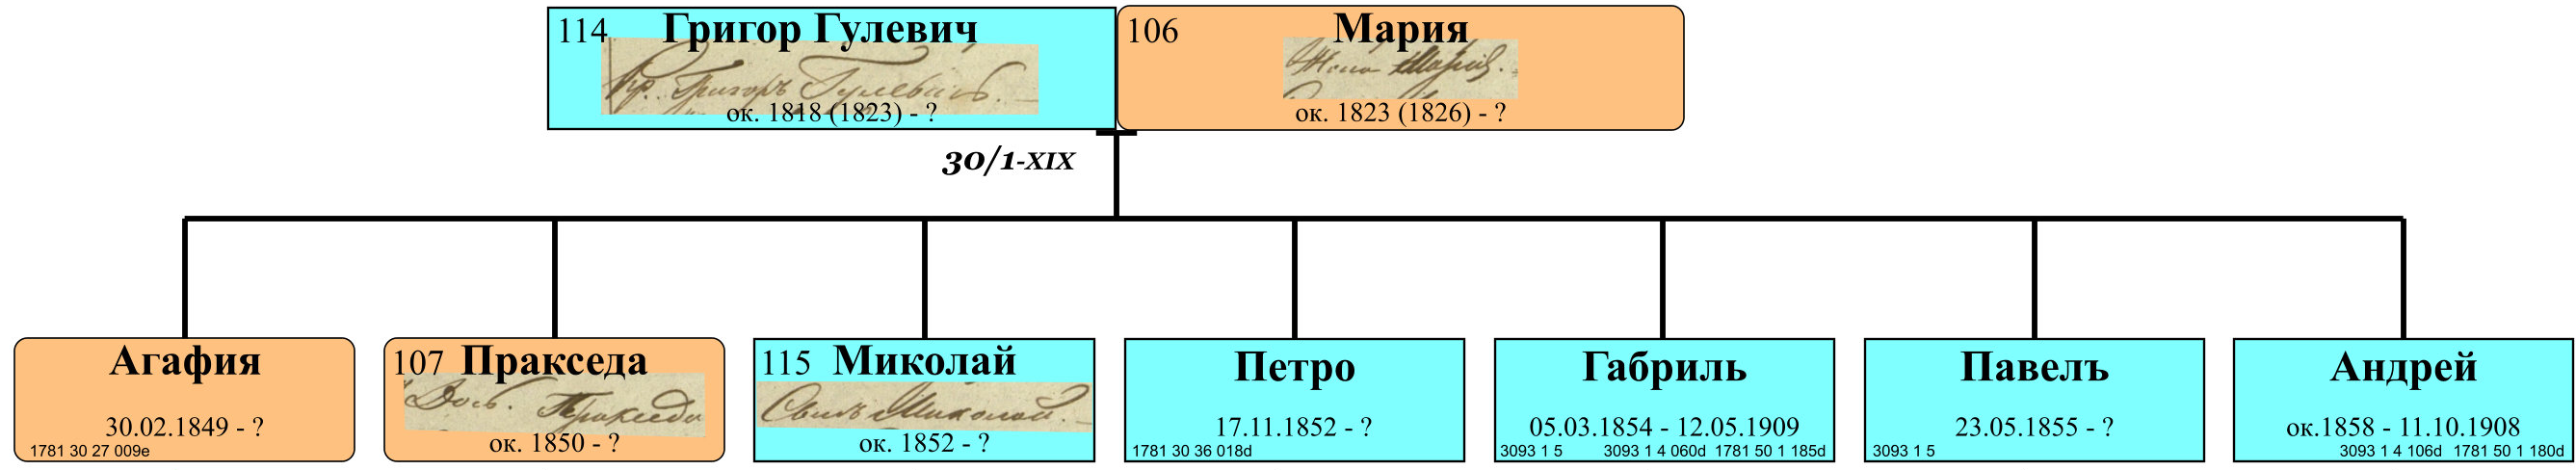 114 Григор Гулевич
Кр. Григоръ Гулевичъ.
ок. 1818 (1823) - ?
106 Мария
Жена Марія.
ок. 1823 (1826) - ?
30/1-XIX
Агафия
30.02.1849 - ?
1781 30 27 009e
107 Пракседа
Дочь. Пракседа
ок. 1850 - ?
115 Миколай
Сынъ Миколай.
ок. 1852 - ?
Петро
17.11.1852 - ?
1781 30 36 018d
Габриль
05.03.1854 - 12.05.1909
3093 1 5 3093 1 4 060d 1781 50 1 185d
Павелъ
23.05.1855 - ?
3093 1 5
Андрей
ок.1858 - 11.10.1908
3093 1 4 106d 1781 50 1 180d